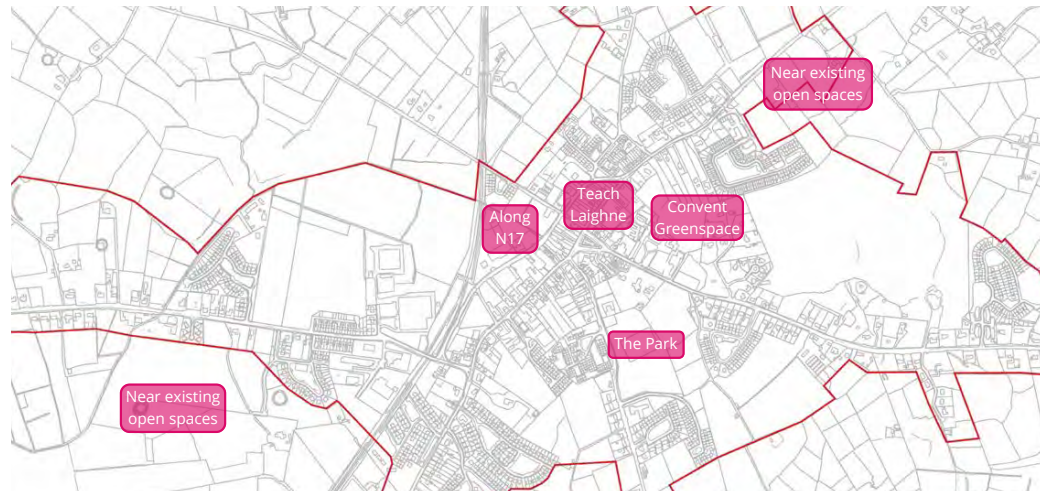 Near existing
open spaces
Teach
Laighne
Convent
Greenspace
Along
N17
The Park
Near existing
open spaces